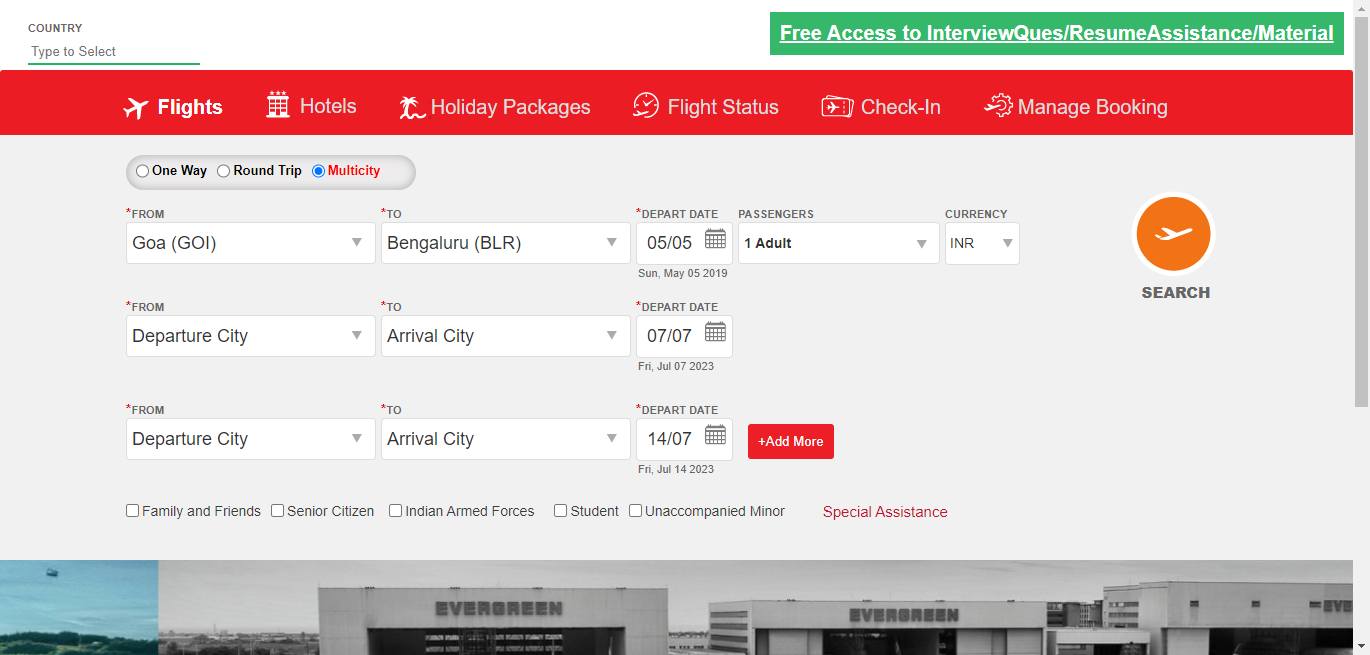 COUNTRY
Type to Select
Free Access to InterviewQues/ResumeAssistance/Material
Flights Hotels Holiday Packages Flight Status Check-In Manage Booking
One Way Round Trip Multicity
*FROM *TO *DEPART DATE PASSENGERS CURRENCY
Goa (GOI) Bengaluru (BLR) 05/05 1 Adult INR
Sun, May 05 2019
SEARCH
*FROM *TO *DEPART DATE
Departure City Arrival City 07/07
Fri, Jul 07 2023
*FROM *TO *DEPART DATE
Departure City Arrival City 14/07 +Add More
Fri, Jul 14 2023
Family and Friends Senior Citizen Indian Armed Forces Student Unaccompanied Minor Special Assistance
EVERGREEN EVERGREEN EVE